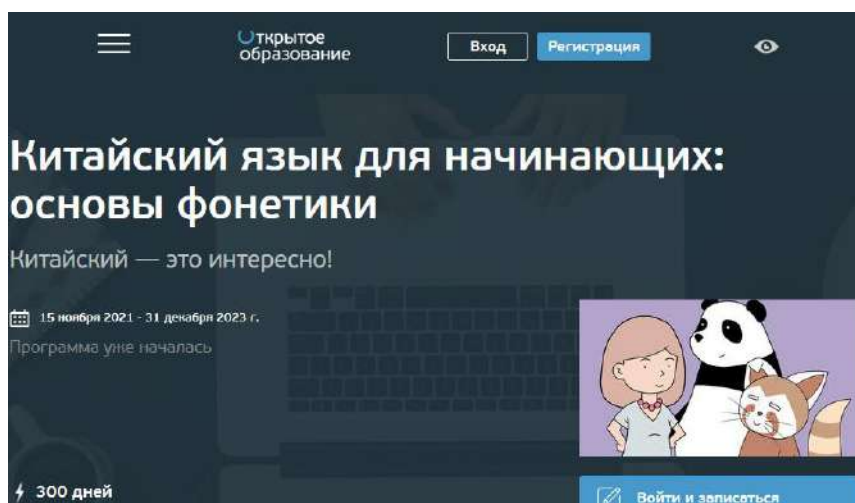 Открытое
образование
Вход
Регистрация
Китайский язык для начинающих:
основы фонетики
Китайский — это интересно!
15 ноября 2021 - 31 декабря 2023 г.
Программа уже началась
300 дней
Войти и записаться